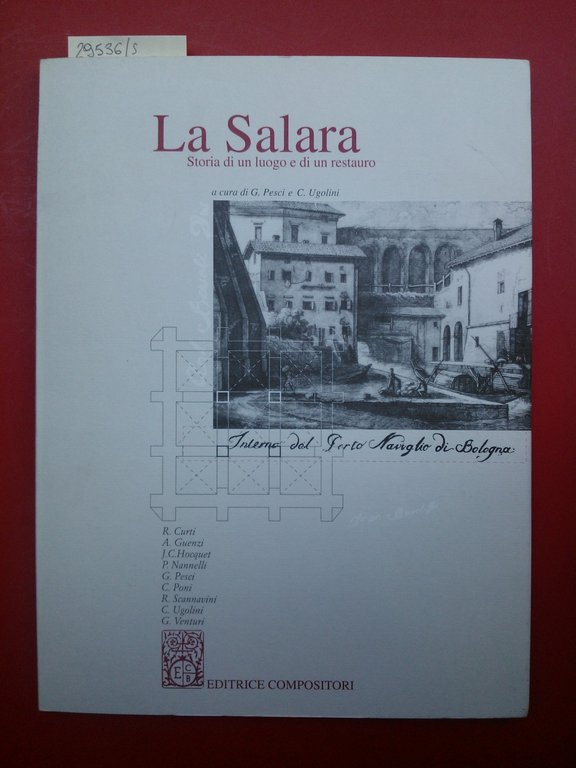 29536/s
La Salara
Storia di un luogo e di un restauro
a cura di G. Pesci e C. Ugolini
Interno del Porto Naviglio di Bologna.
R. Curti
A. Guenzi
J.C.Hocquet
P. Nannelli
G. Pesci
C. Poni
R. Scannavini
C. Ugolini
G. Venturi
E C B
EDITRICE COMPOSITORI